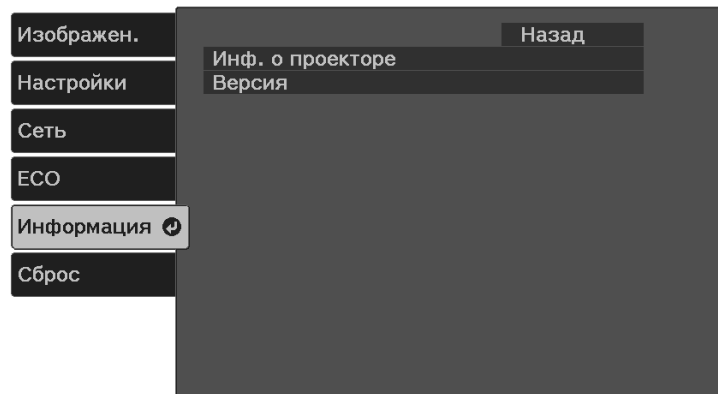 Изображен.
Настройки
Сеть
ECO
Информация
Сброс
Назад
Инф. о проекторе
Версия